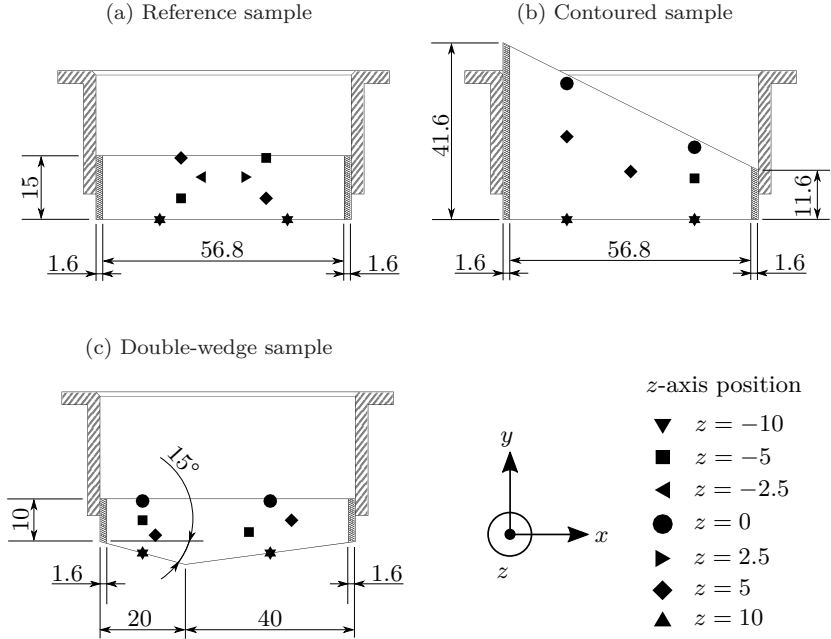 (a) Reference sample
15
56.8
1.6
1.6
(b) Contoured sample
41.6
11.6
56.8
1.6
1.6
(c) Double-wedge sample
15°
10
1.6
1.6
20
40
y
x
z
z-axis position
z = −10
z = −5
z = −2.5
z = 0
z = 2.5
z = 5
z = 10